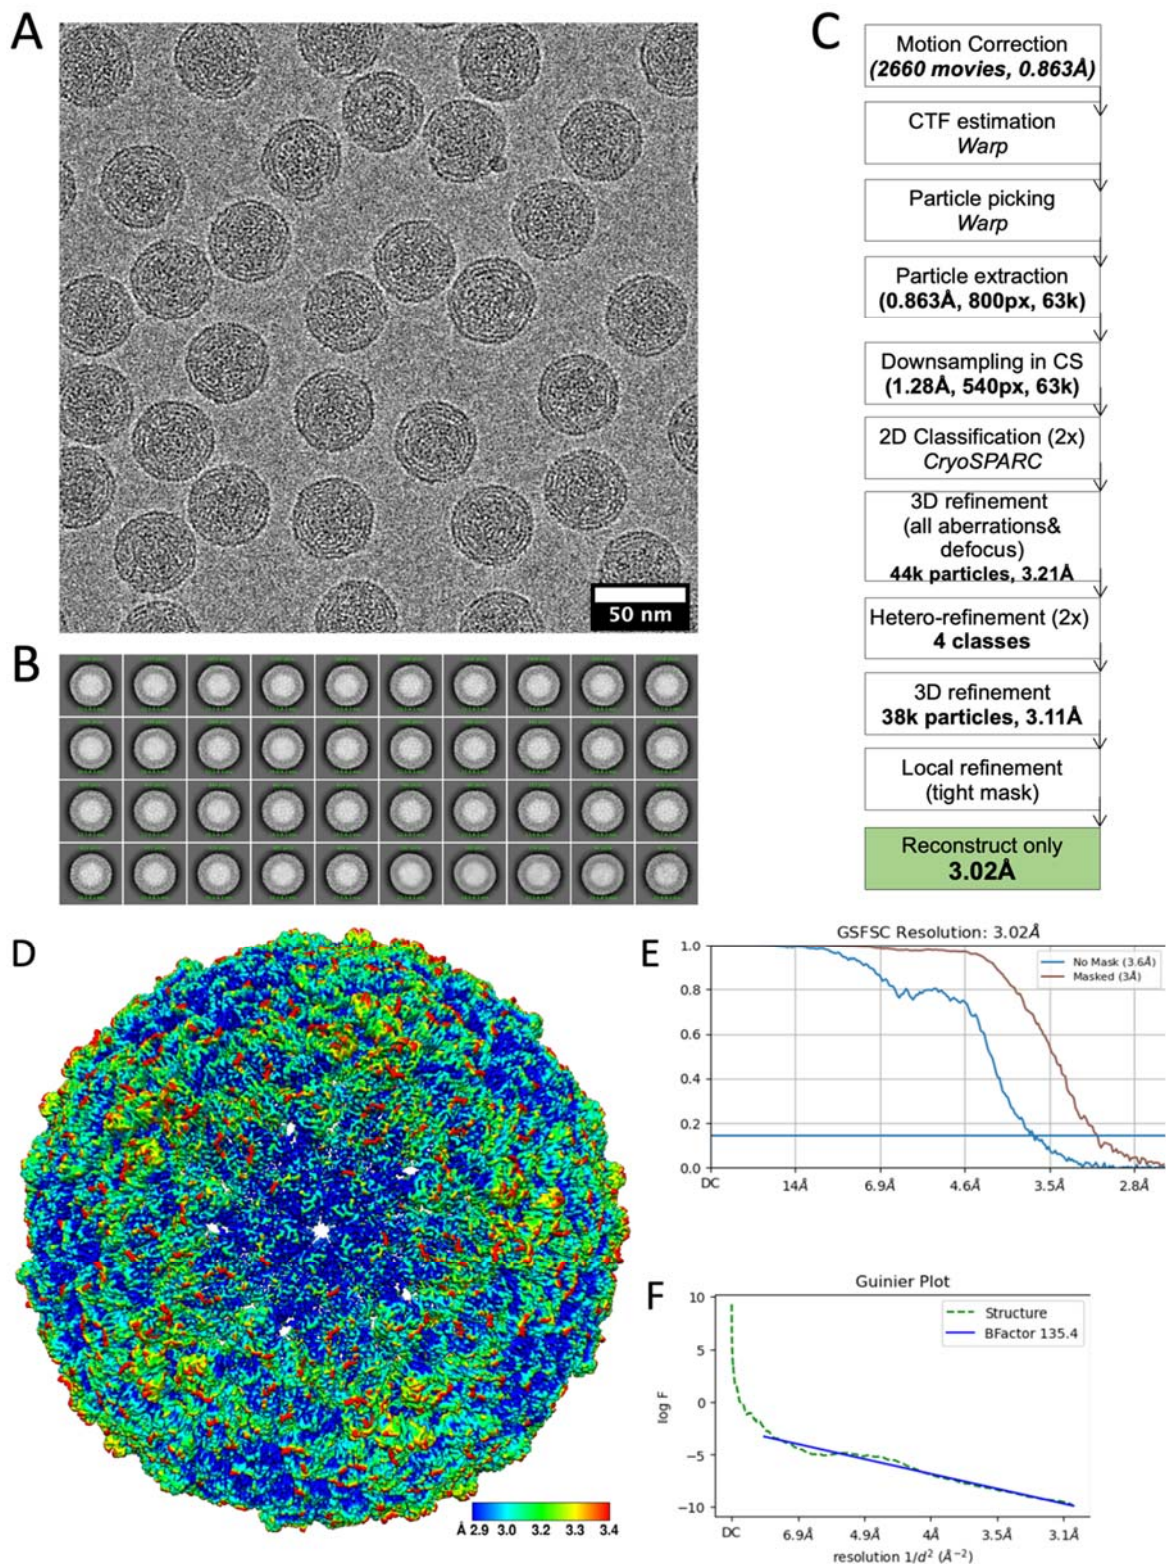 A
50 nm
B
C
Motion Correction
(2660 movies, 0.863Å)
CTF estimation
Warp
Particle picking
Warp
Particle extraction
(0.863Å, 800px, 63k)
Downsampling in CS
(1.28Å, 540px, 63k)
2D Classification (2x)
CryoSPARC
3D refinement
(all aberrations&
defocus)
44k particles, 3.21Å
Hetero-refinement (2x)
4 classes
3D refinement
38k particles, 3.11Å
Local refinement
(tight mask)
Reconstruct only
3.02Å
D
Å 2.9 3.0 3.2 3.3 3.4
E
GSFSC Resolution: 3.02Å
No Mask (3.6Å)
Masked (3Å)
1.0
0.8
0.6
0.4
0.2
0.0
DC 14Å 6.9Å 4.6Å 3.5Å 2.8Å
F
Guinier Plot
Structure
BFactor 135.4
10
5
0
−5
−10
log F
DC 6.9Å 4.9Å 4Å 3.5Å 3.1Å
resolution 1/d² (Å⁻²)